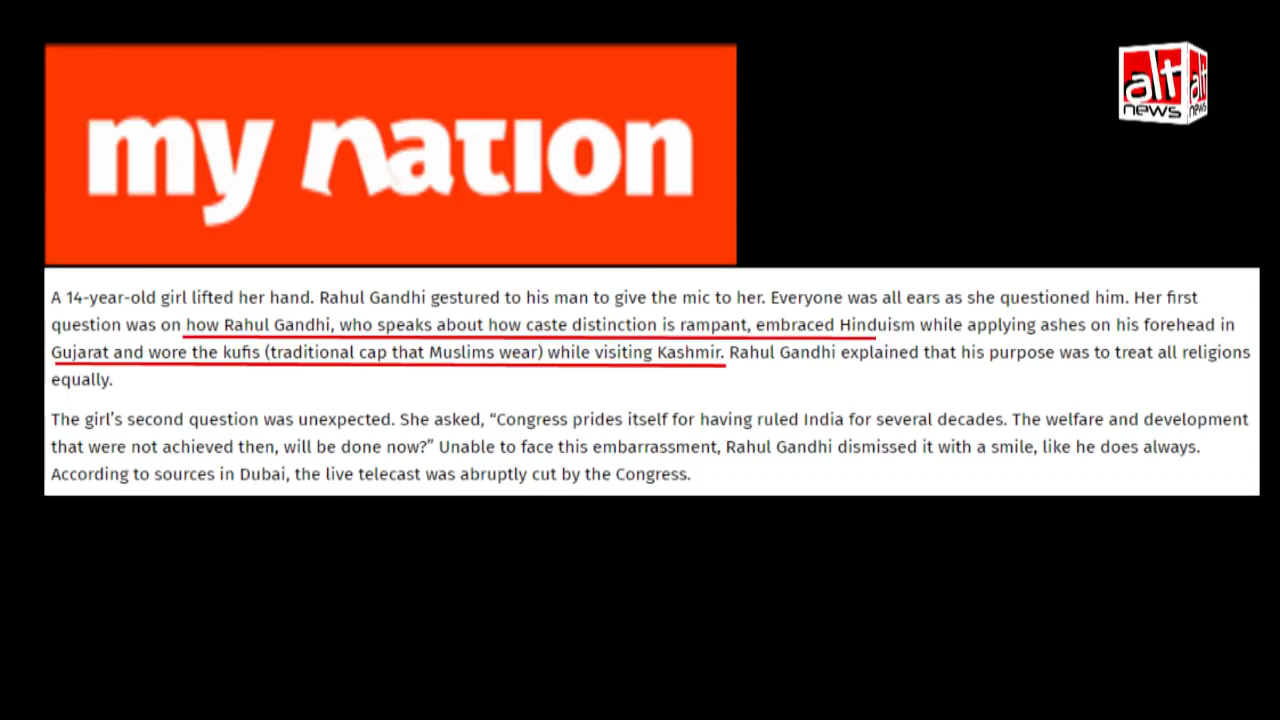 my nation
alt
news
alt
news
A 14-year-old girl lifted her hand. Rahul Gandhi gestured to his man to give the mic to her. Everyone was all ears as she questioned him. Her first
question was on how Rahul Gandhi, who speaks about how caste distinction is rampant, embraced Hinduism while applying ashes on his forehead in
Gujarat and wore the kufis (traditional cap that Muslims wear) while visiting Kashmir. Rahul Gandhi explained that his purpose was to treat all religions
equally.
The girl’s second question was unexpected. She asked, “Congress prides itself for having ruled India for several decades. The welfare and development
that were not achieved then, will be done now?” Unable to face this embarrassment, Rahul Gandhi dismissed it with a smile, like he does always.
According to sources in Dubai, the live telecast was abruptly cut by the Congress.